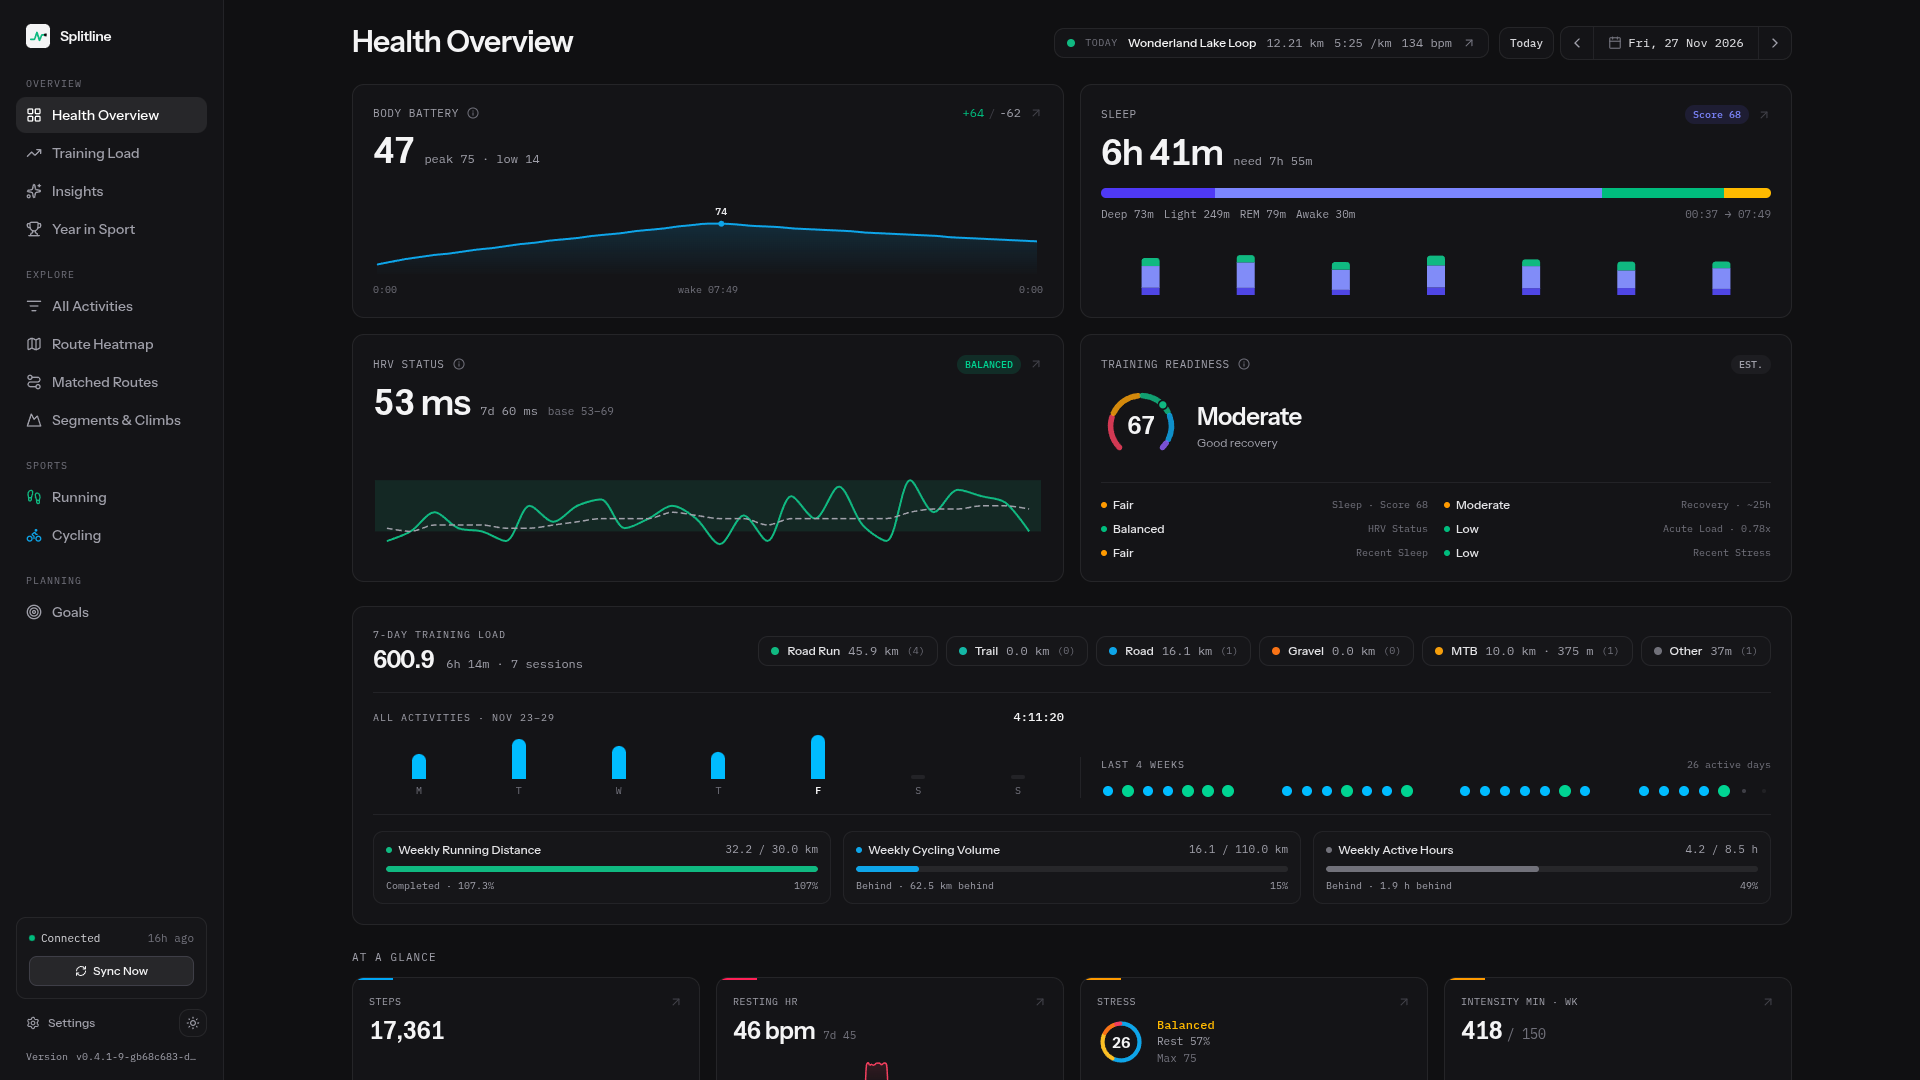 Splitline
OVERVIEW
Health Overview
Training Load
Insights
Year in Sport
EXPLORE
All Activities
Route Heatmap
Matched Routes
Segments & Climbs
SPORTS
Running
Cycling
PLANNING
Goals
Connected 16h ago
Sync Now
Settings
Version v0.4.1-9-gb68c683-d…
Health Overview
TODAY Wonderland Lake Loop 12.21 km 5:25 /km 134 bpm
Today
Fri, 27 Nov 2026
BODY BATTERY +64 / -62
47 peak 75 · low 14
74
0:00 wake 07:49 0:00
SLEEP Score 68
6h 41m need 7h 55m
Deep 73m Light 249m REM 79m Awake 30m 00:37 → 07:49
HRV STATUS BALANCED
53 ms 7d 60 ms base 53–69
TRAINING READINESS EST.
67
Moderate
Good recovery
Fair Sleep · Score 68
Moderate Recovery · ~25h
Balanced HRV Status
Low Acute Load · 0.78x
Fair Recent Sleep
Low Recent Stress
7-DAY TRAINING LOAD
600.9 6h 14m · 7 sessions
Road Run 45.9 km (4)
Trail 0.0 km (0)
Road 16.1 km (1)
Gravel 0.0 km (0)
MTB 10.0 km · 375 m (1)
Other 37m (1)
ALL ACTIVITIES · NOV 23–29 4:11:20
M T W T F S S
LAST 4 WEEKS 26 active days
Weekly Running Distance 32.2 / 30.0 km
Completed · 107.3% 107%
Weekly Cycling Volume 16.1 / 110.0 km
Behind · 62.5 km behind 15%
Weekly Active Hours 4.2 / 8.5 h
Behind · 1.9 h behind 49%
AT A GLANCE
STEPS
17,361
RESTING HR
46 bpm 7d 45
STRESS
26
Balanced
Rest 57%
Max 75
INTENSITY MIN · WK
418 / 150